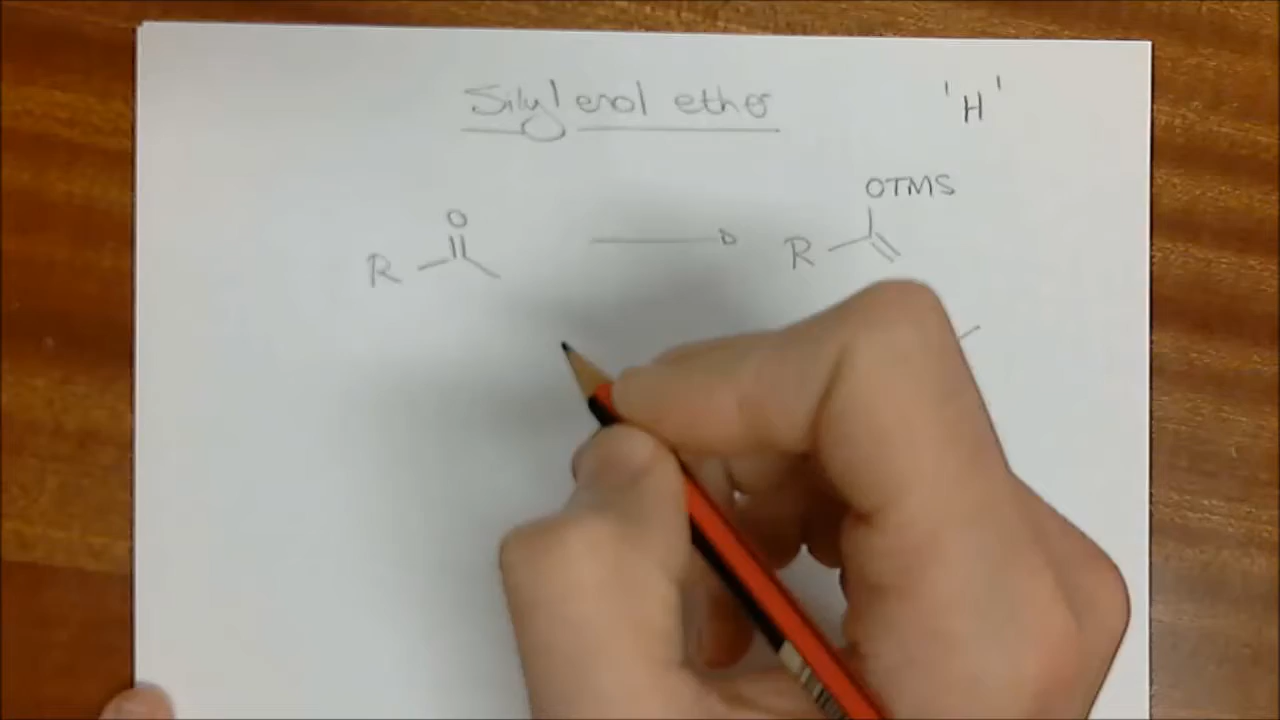 Silyl enol ether
'H'
OTMS
O
R
R